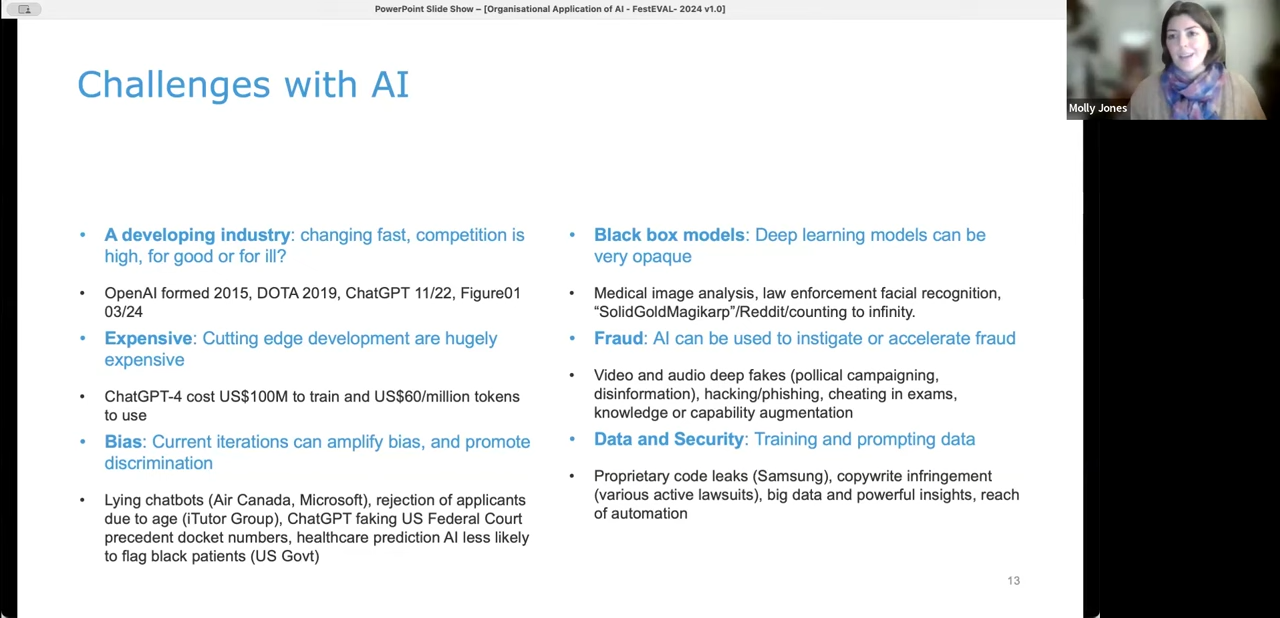 PowerPoint Slide Show – [Organisational Application of AI - FestEVAL- 2024 v1.0]
Molly Jones
Challenges with AI
• A developing industry: changing fast, competition is
high, for good or for ill?
• OpenAI formed 2015, DOTA 2019, ChatGPT 11/22, Figure01
03/24
• Expensive: Cutting edge development are hugely
expensive
• ChatGPT-4 cost US$100M to train and US$60/million tokens
to use
• Bias: Current iterations can amplify bias, and promote
discrimination
• Lying chatbots (Air Canada, Microsoft), rejection of applicants
due to age (iTutor Group), ChatGPT faking US Federal Court
precedent docket numbers, healthcare prediction AI less likely
to flag black patients (US Govt)
• Black box models: Deep learning models can be
very opaque
• Medical image analysis, law enforcement facial recognition,
“SolidGoldMagikarp”/Reddit/counting to infinity.
• Fraud: AI can be used to instigate or accelerate fraud
• Video and audio deep fakes (pollical campaigning,
disinformation), hacking/phishing, cheating in exams,
knowledge or capability augmentation
• Data and Security: Training and prompting data
• Proprietary code leaks (Samsung), copywrite infringement
(various active lawsuits), big data and powerful insights, reach
of automation
13